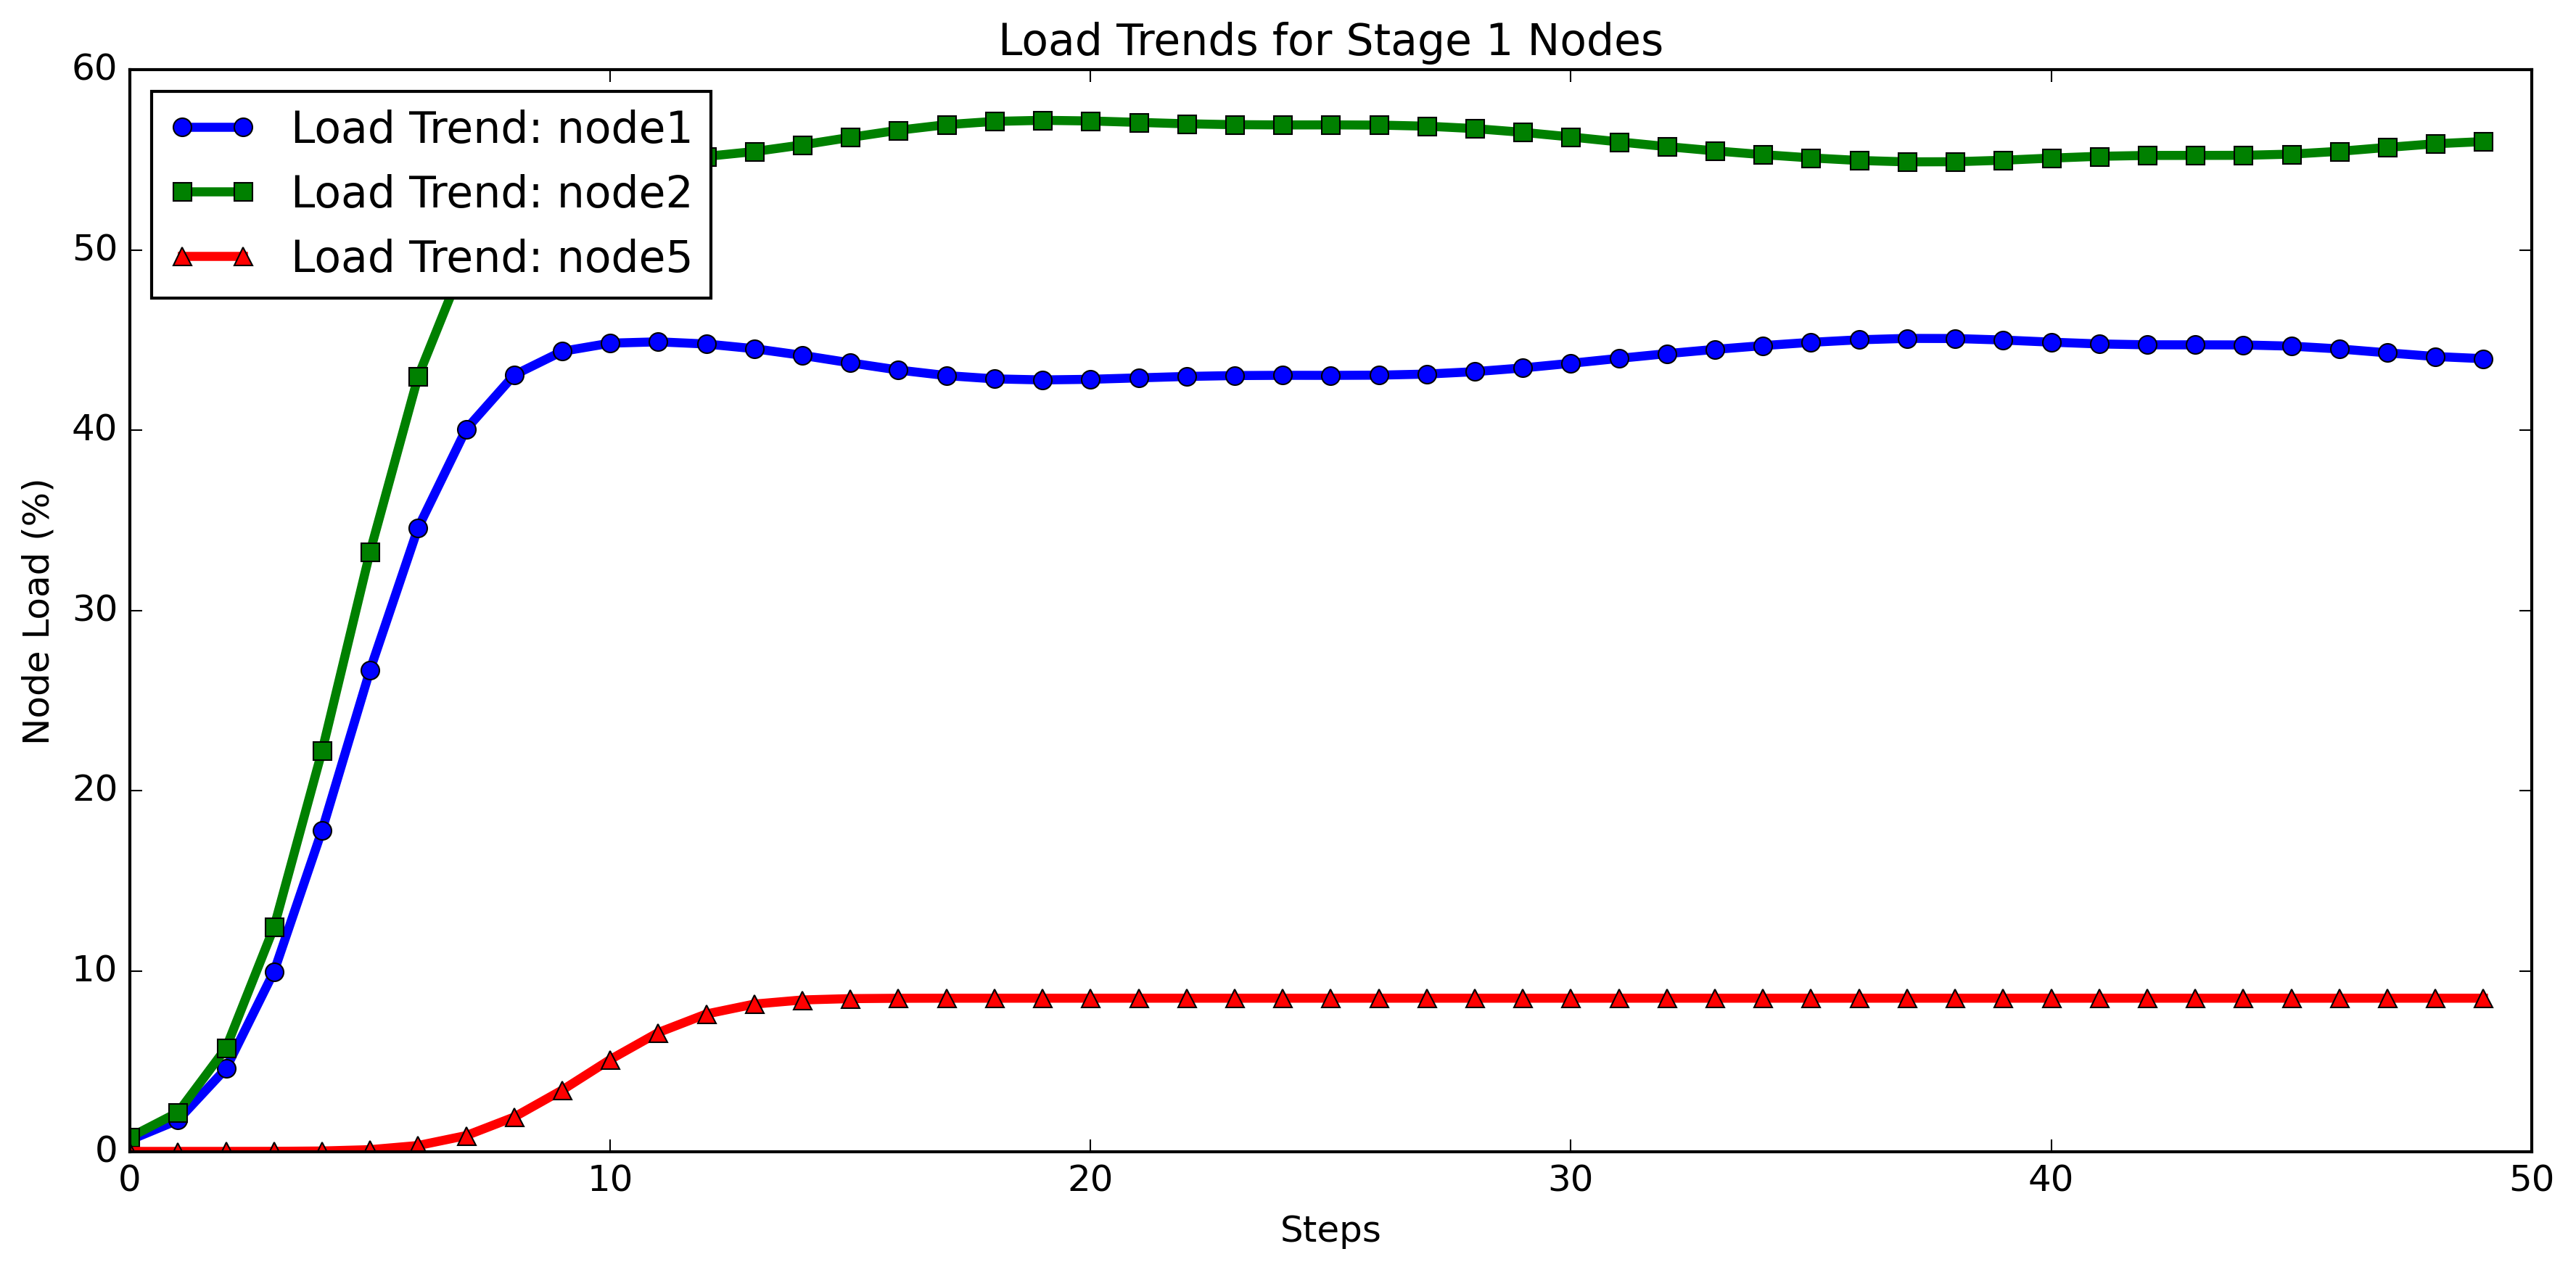 Load Trends for Stage 1 Nodes
60
50
40
30
20
10
0
Node Load (%)
Load Trend: node1
Load Trend: node2
Load Trend: node5
0 10 20 30 40 50
Steps